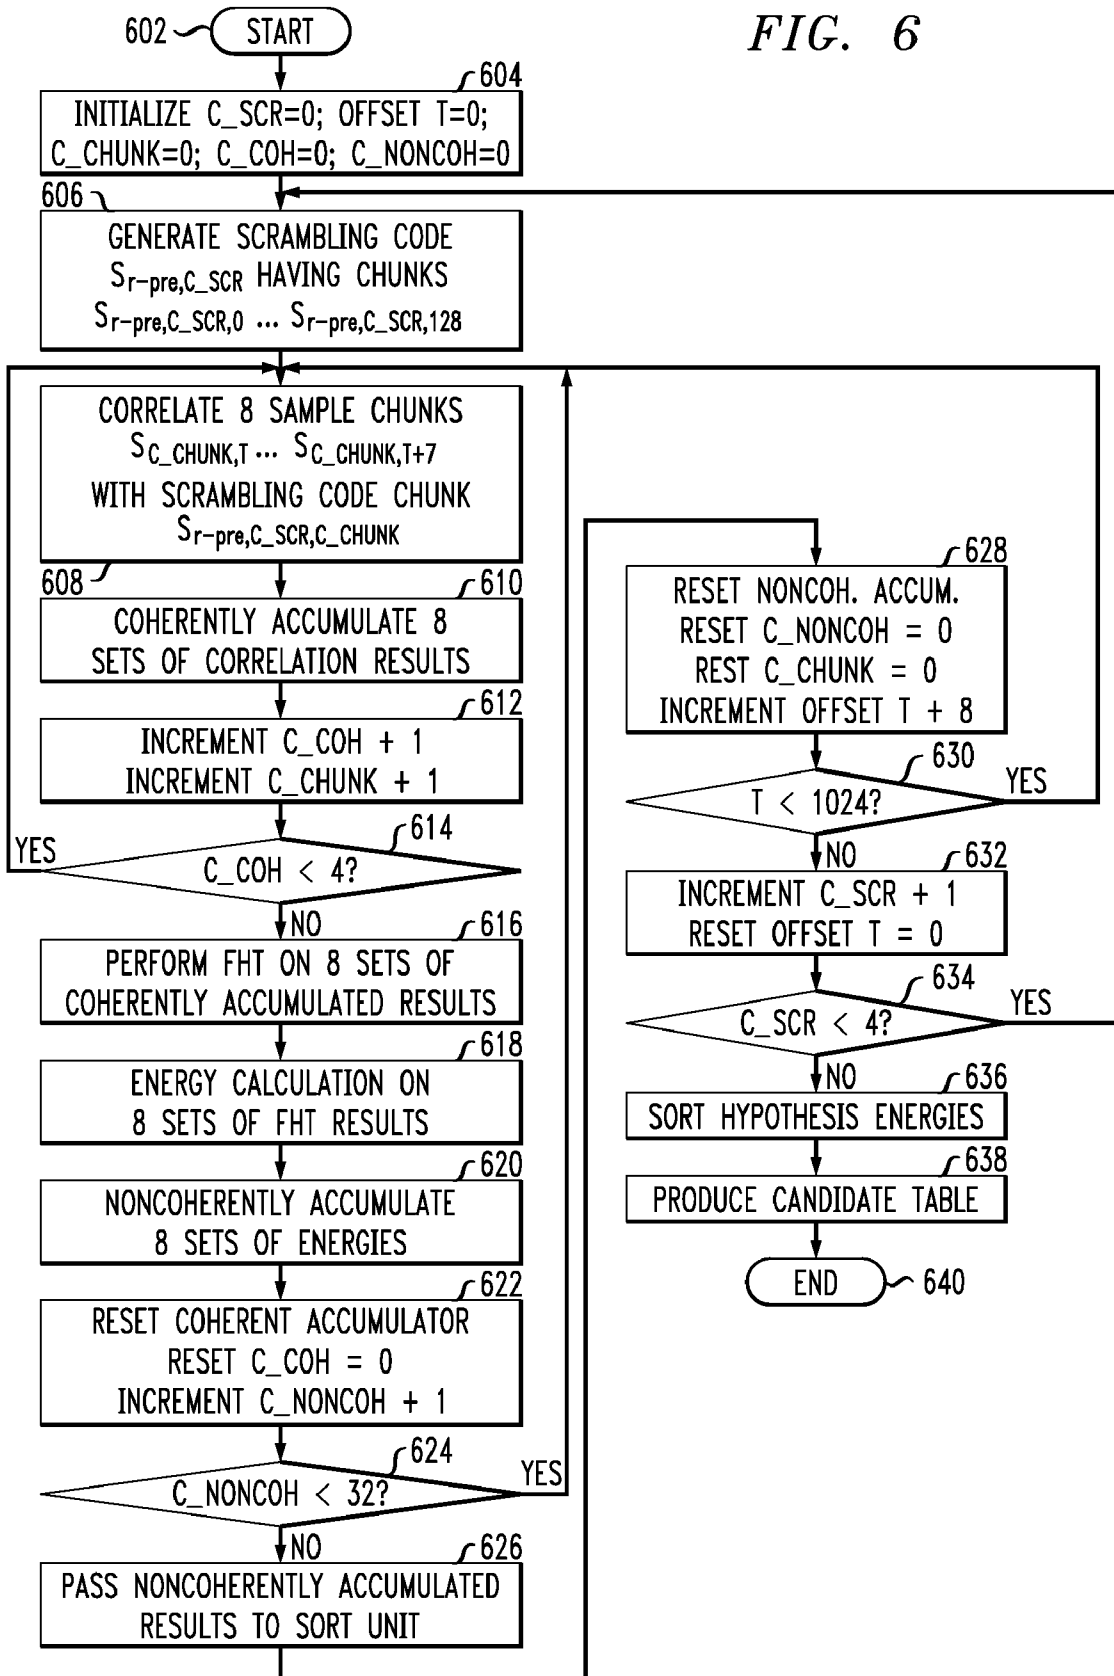 FIG. 6
602
START
604
INITIALIZE C_SCR=0; OFFSET T=0;
C_CHUNK=0; C_COH=0; C_NONCOH=0
606
GENERATE SCRAMBLING CODE
Sr-pre,C_SCR HAVING CHUNKS
Sr-pre,C_SCR,0 ... Sr-pre,C_SCR,128
CORRELATE 8 SAMPLE CHUNKS
SC_CHUNK,T ... SC_CHUNK,T+7
WITH SCRAMBLING CODE CHUNK
Sr-pre,C_SCR,C_CHUNK
608
610
COHERENTLY ACCUMULATE 8
SETS OF CORRELATION RESULTS
612
INCREMENT C_COH + 1
INCREMENT C_CHUNK + 1
614
YES
C_COH < 4?
NO
616
PERFORM FHT ON 8 SETS OF
COHERENTLY ACCUMULATED RESULTS
618
ENERGY CALCULATION ON
8 SETS OF FHT RESULTS
620
NONCOHERENTLY ACCUMULATE
8 SETS OF ENERGIES
622
RESET COHERENT ACCUMULATOR
RESET C_COH = 0
INCREMENT C_NONCOH + 1
624
YES
C_NONCOH < 32?
NO
626
PASS NONCOHERENTLY ACCUMULATED
RESULTS TO SORT UNIT
628
RESET NONCOH. ACCUM.
RESET C_NONCOH = 0
REST C_CHUNK = 0
INCREMENT OFFSET T + 8
630
YES
T < 1024?
NO
632
INCREMENT C_SCR + 1
RESET OFFSET T = 0
634
YES
C_SCR < 4?
NO
636
SORT HYPOTHESIS ENERGIES
638
PRODUCE CANDIDATE TABLE
END
640